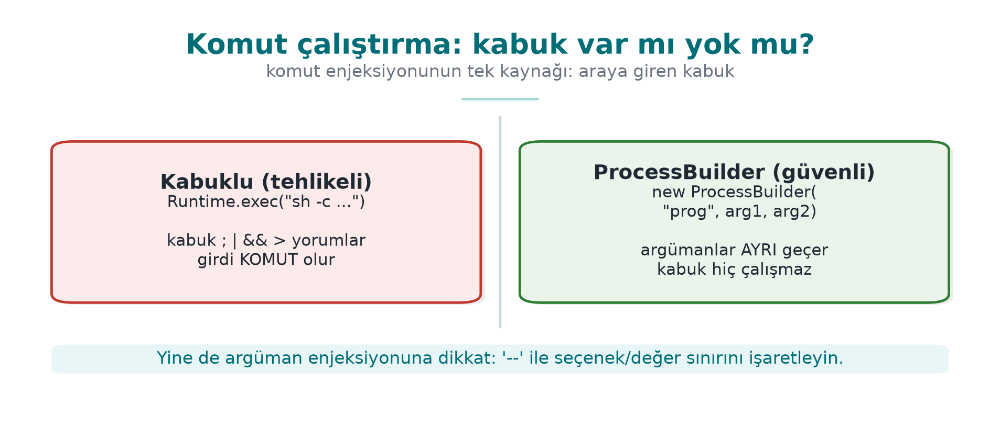 Komut çalıştırma: kabuk var mı yok mu?
komut enjeksiyonunun tek kaynağı: araya giren kabuk
Kabuklu (tehlikeli)
Runtime.exec("sh -c ...")
kabuk ; | && > yorumlar
girdi KOMUT olur
ProcessBuilder (güvenli)
new ProcessBuilder(
"prog", arg1, arg2)
argümanlar AYRI geçer
kabuk hiç çalışmaz
Yine de argüman enjeksiyonuna dikkat: '--' ile seçenek/değer sınırını işaretleyin.